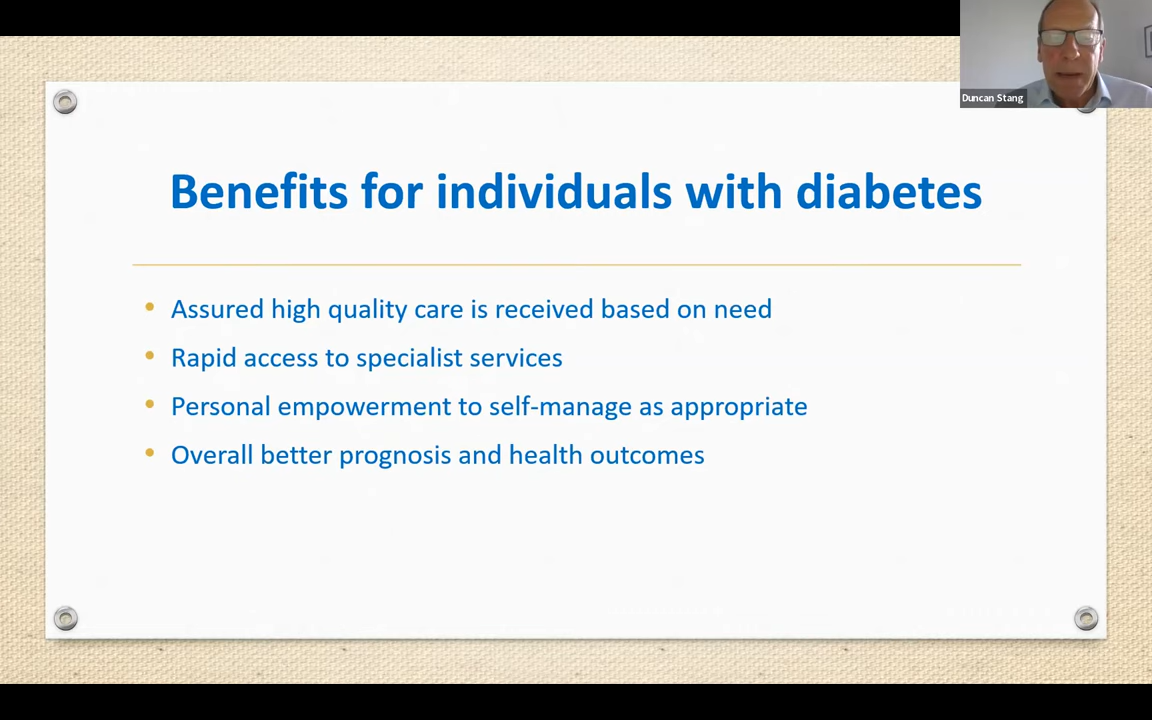 Duncan Stang
Benefits for individuals with diabetes
• Assured high quality care is received based on need
• Rapid access to specialist services
• Personal empowerment to self-manage as appropriate
• Overall better prognosis and health outcomes